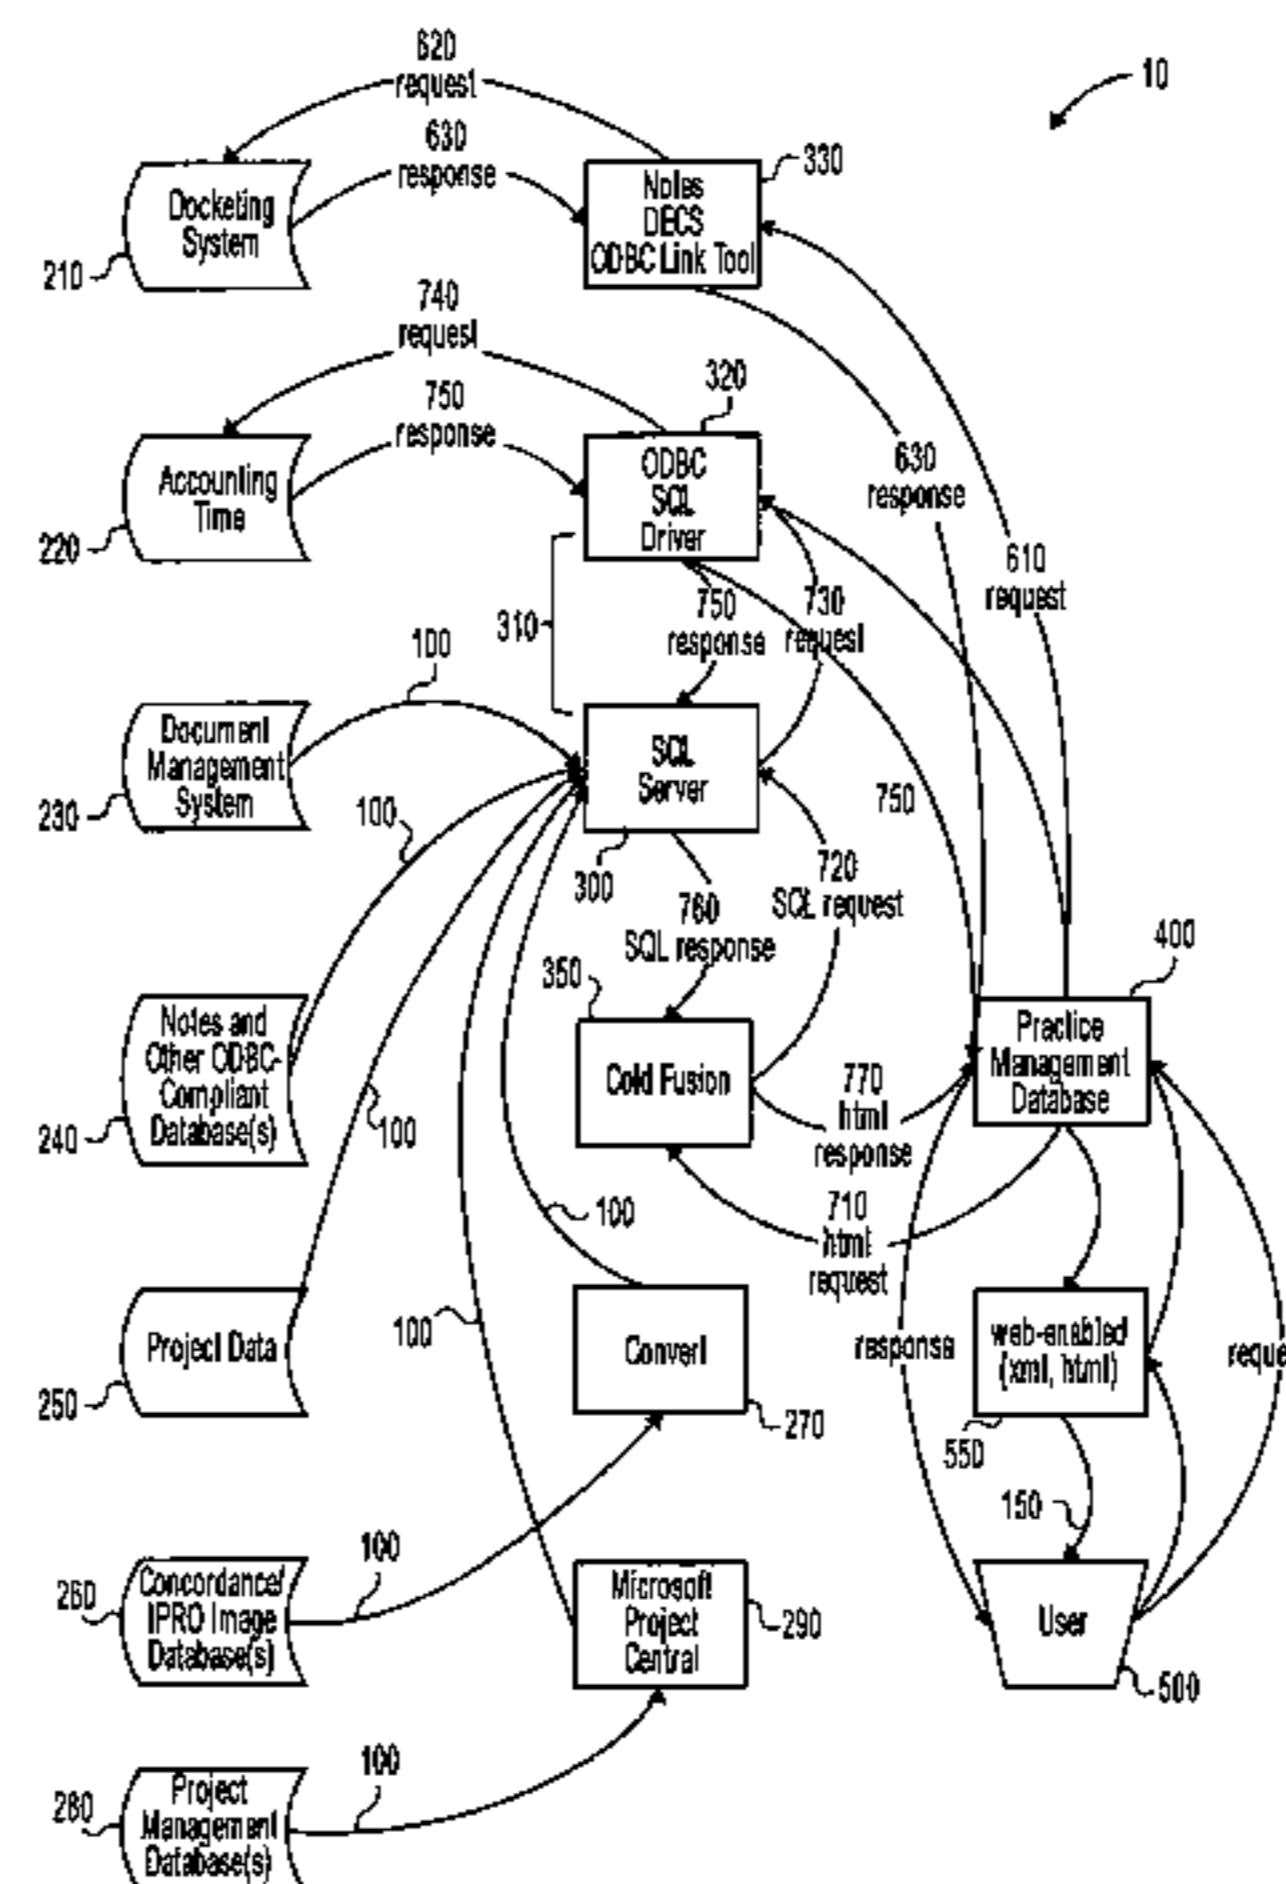 620
request
10
630
response
330
Notes
DECS
ODBC Link Tool
Docketing
System
210
740
request
320
750
response
ODBC
SQL
Driver
630
response
Accounting
Time
220
610
request
310
750
response
730
request
100
Document
Management
System
230
SQL
Server
300
750
100
720
SQL request
760
SQL response
400
350
Notes and
Other ODBC-
Compliant
Database(s)
240
Cold Fusion
Practice
Management
Database
770
html
response
100
710
html
request
100
100
Project Data
250
Convert
270
response
web-enabled
(xml, html)
550
reque
150
100
Concordance/
IPRO Image
Database(s)
260
Microsoft
Project
Central
290
User
500
100
Project
Management
Database(s)
280